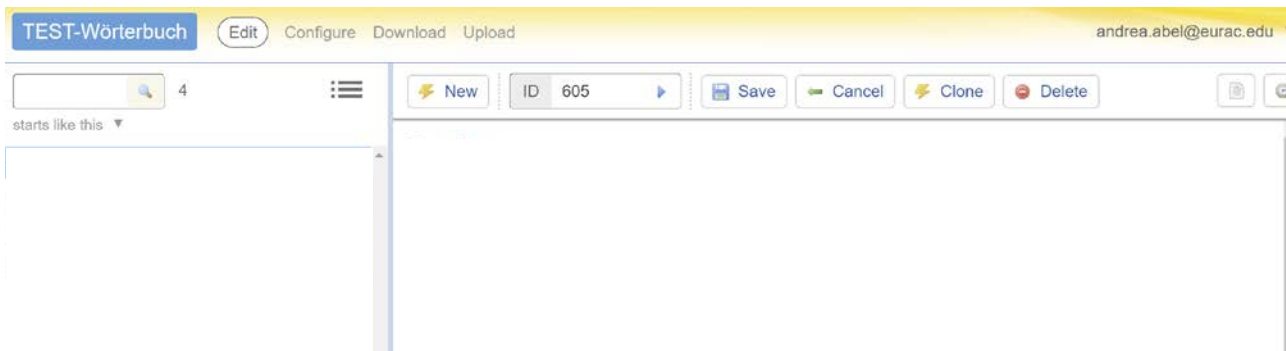 TEST-Wörterbuch Edit Configure Download Upload andrea.abel@eurac.edu
4 New ID 605 Save Cancel Clone Delete
starts like this ▼